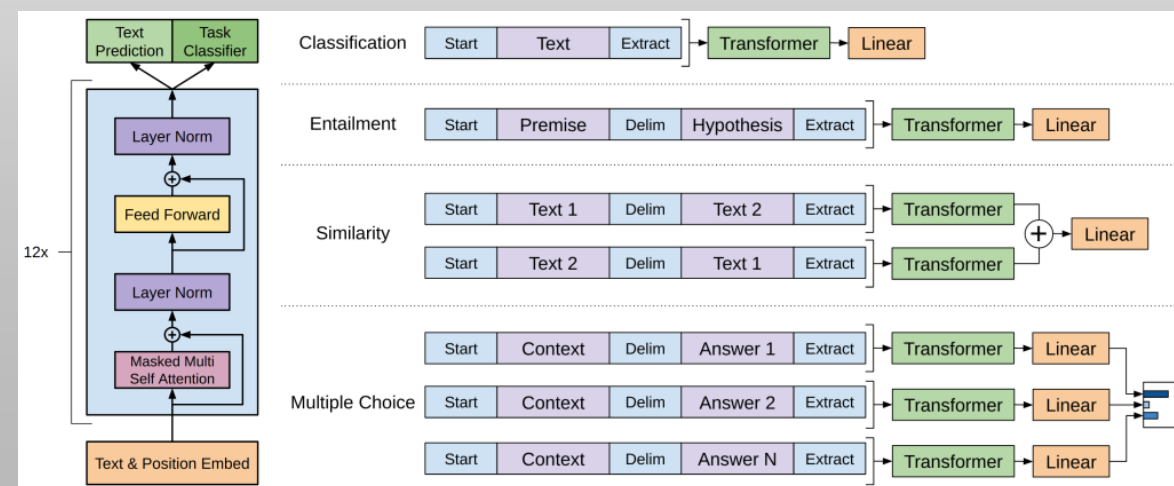 Text Prediction
Task Classifier
12x
Layer Norm
+
Feed Forward
Layer Norm
+
Masked Multi Self Attention
Text & Position Embed
Classification
Start Text Extract Transformer Linear
Entailment
Start Premise Delim Hypothesis Extract Transformer Linear
Similarity
Start Text 1 Delim Text 2 Extract Transformer
+ Linear
Start Text 2 Delim Text 1 Extract Transformer
Multiple Choice
Start Context Delim Answer 1 Extract Transformer Linear
Start Context Delim Answer 2 Extract Transformer Linear
Start Context Delim Answer N Extract Transformer Linear